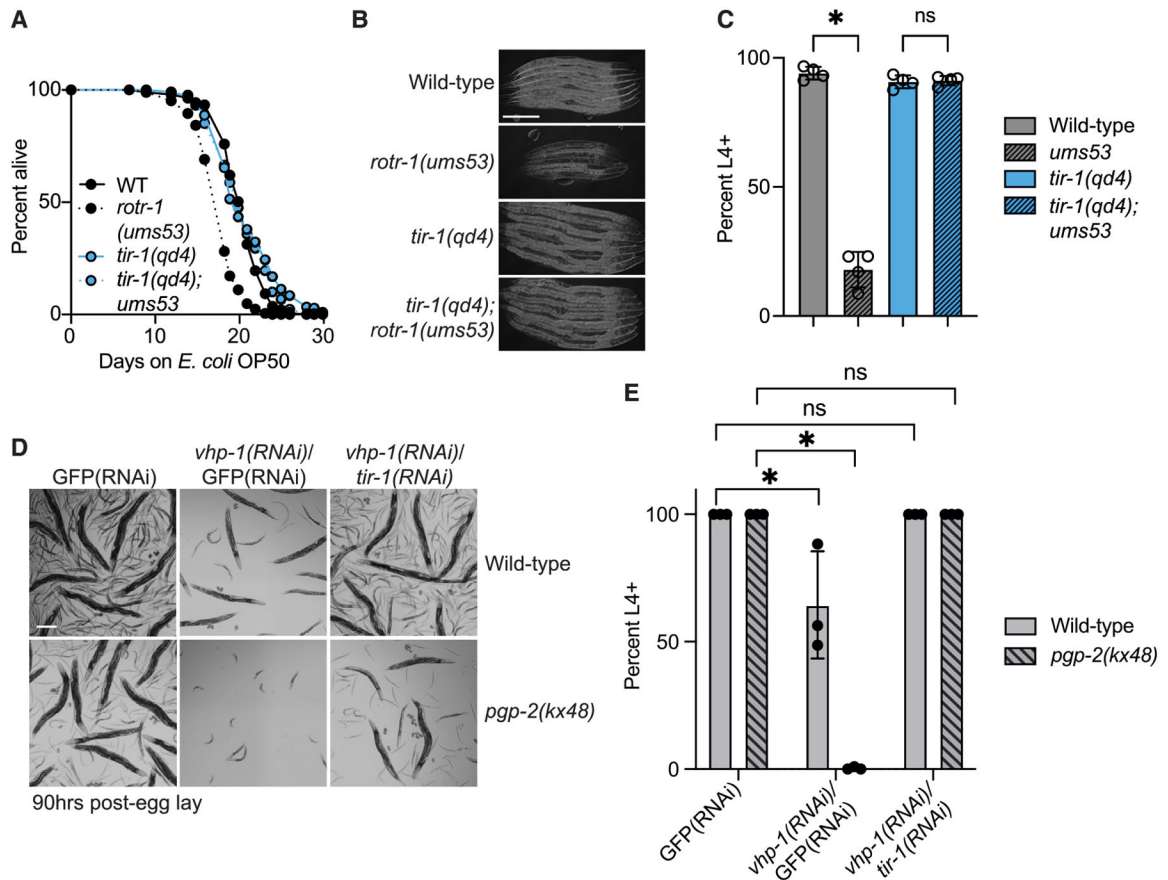 A
100
50
0
Percent alive
WT
rotr-1
(ums53)
tir-1(qd4)
tir-1(qd4);
ums53
0
10
20
30
Days on E. coli OP50
B
Wild-type
rotr-1(ums53)
tir-1(qd4)
tir-1(qd4);
rotr-1(ums53)
C
*
ns
100
50
0
Percent L4+
Wild-type
ums53
tir-1(qd4)
tir-1(qd4);
ums53
D
GFP(RNAi)
vhp-1(RNAi)/
GFP(RNAi)
vhp-1(RNAi)/
tir-1(RNAi)
Wild-type
pgp-2(kx48)
90hrs post-egg lay
E
ns
ns
*
*
100
50
0
Percent L4+
GFP(RNAi)
vhp-1(RNAi)/
GFP(RNAi)
vhp-1(RNAi)/
tir-1(RNAi)
Wild-type
pgp-2(kx48)